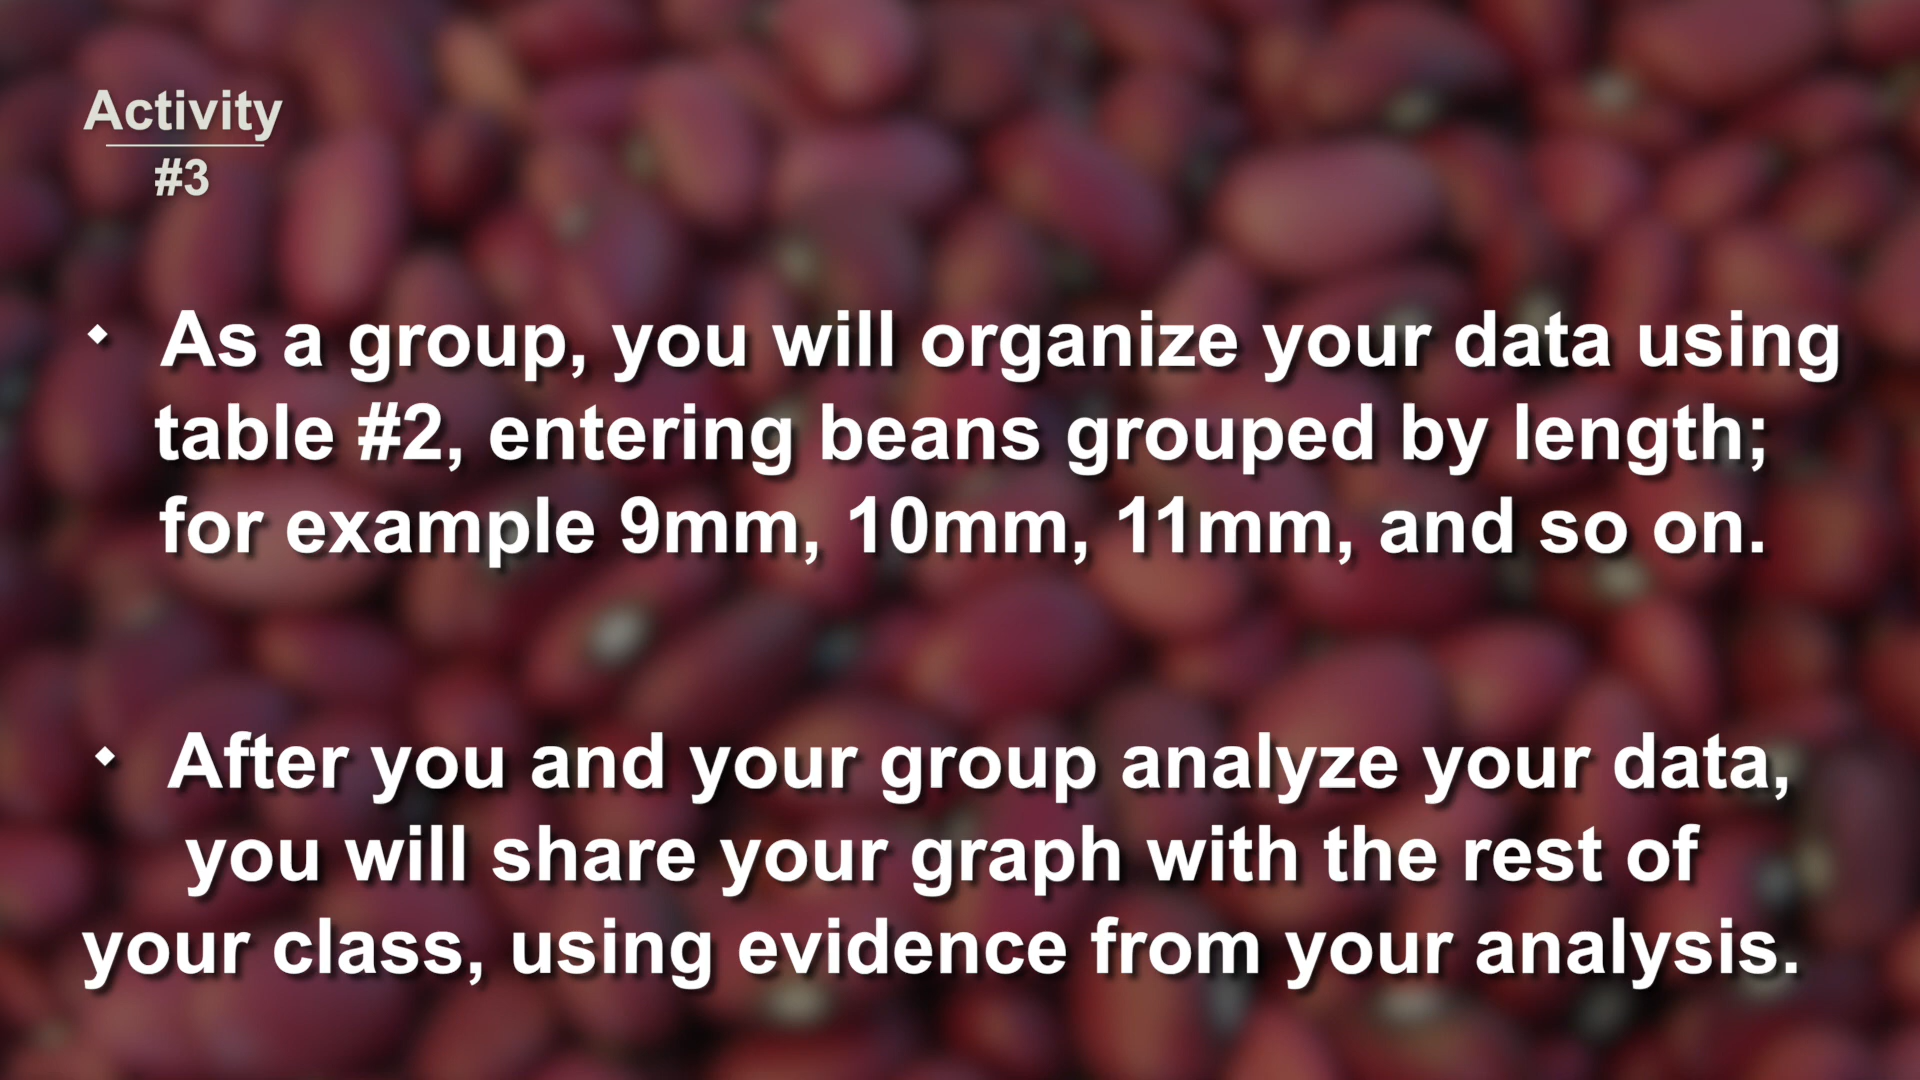 Activity
#3
⬥ As a group, you will organize your data using
table #2, entering beans grouped by length;
for example 9mm, 10mm, 11mm, and so on.
⬥ After you and your group analyze your data,
you will share your graph with the rest of
your class, using evidence from your analysis.